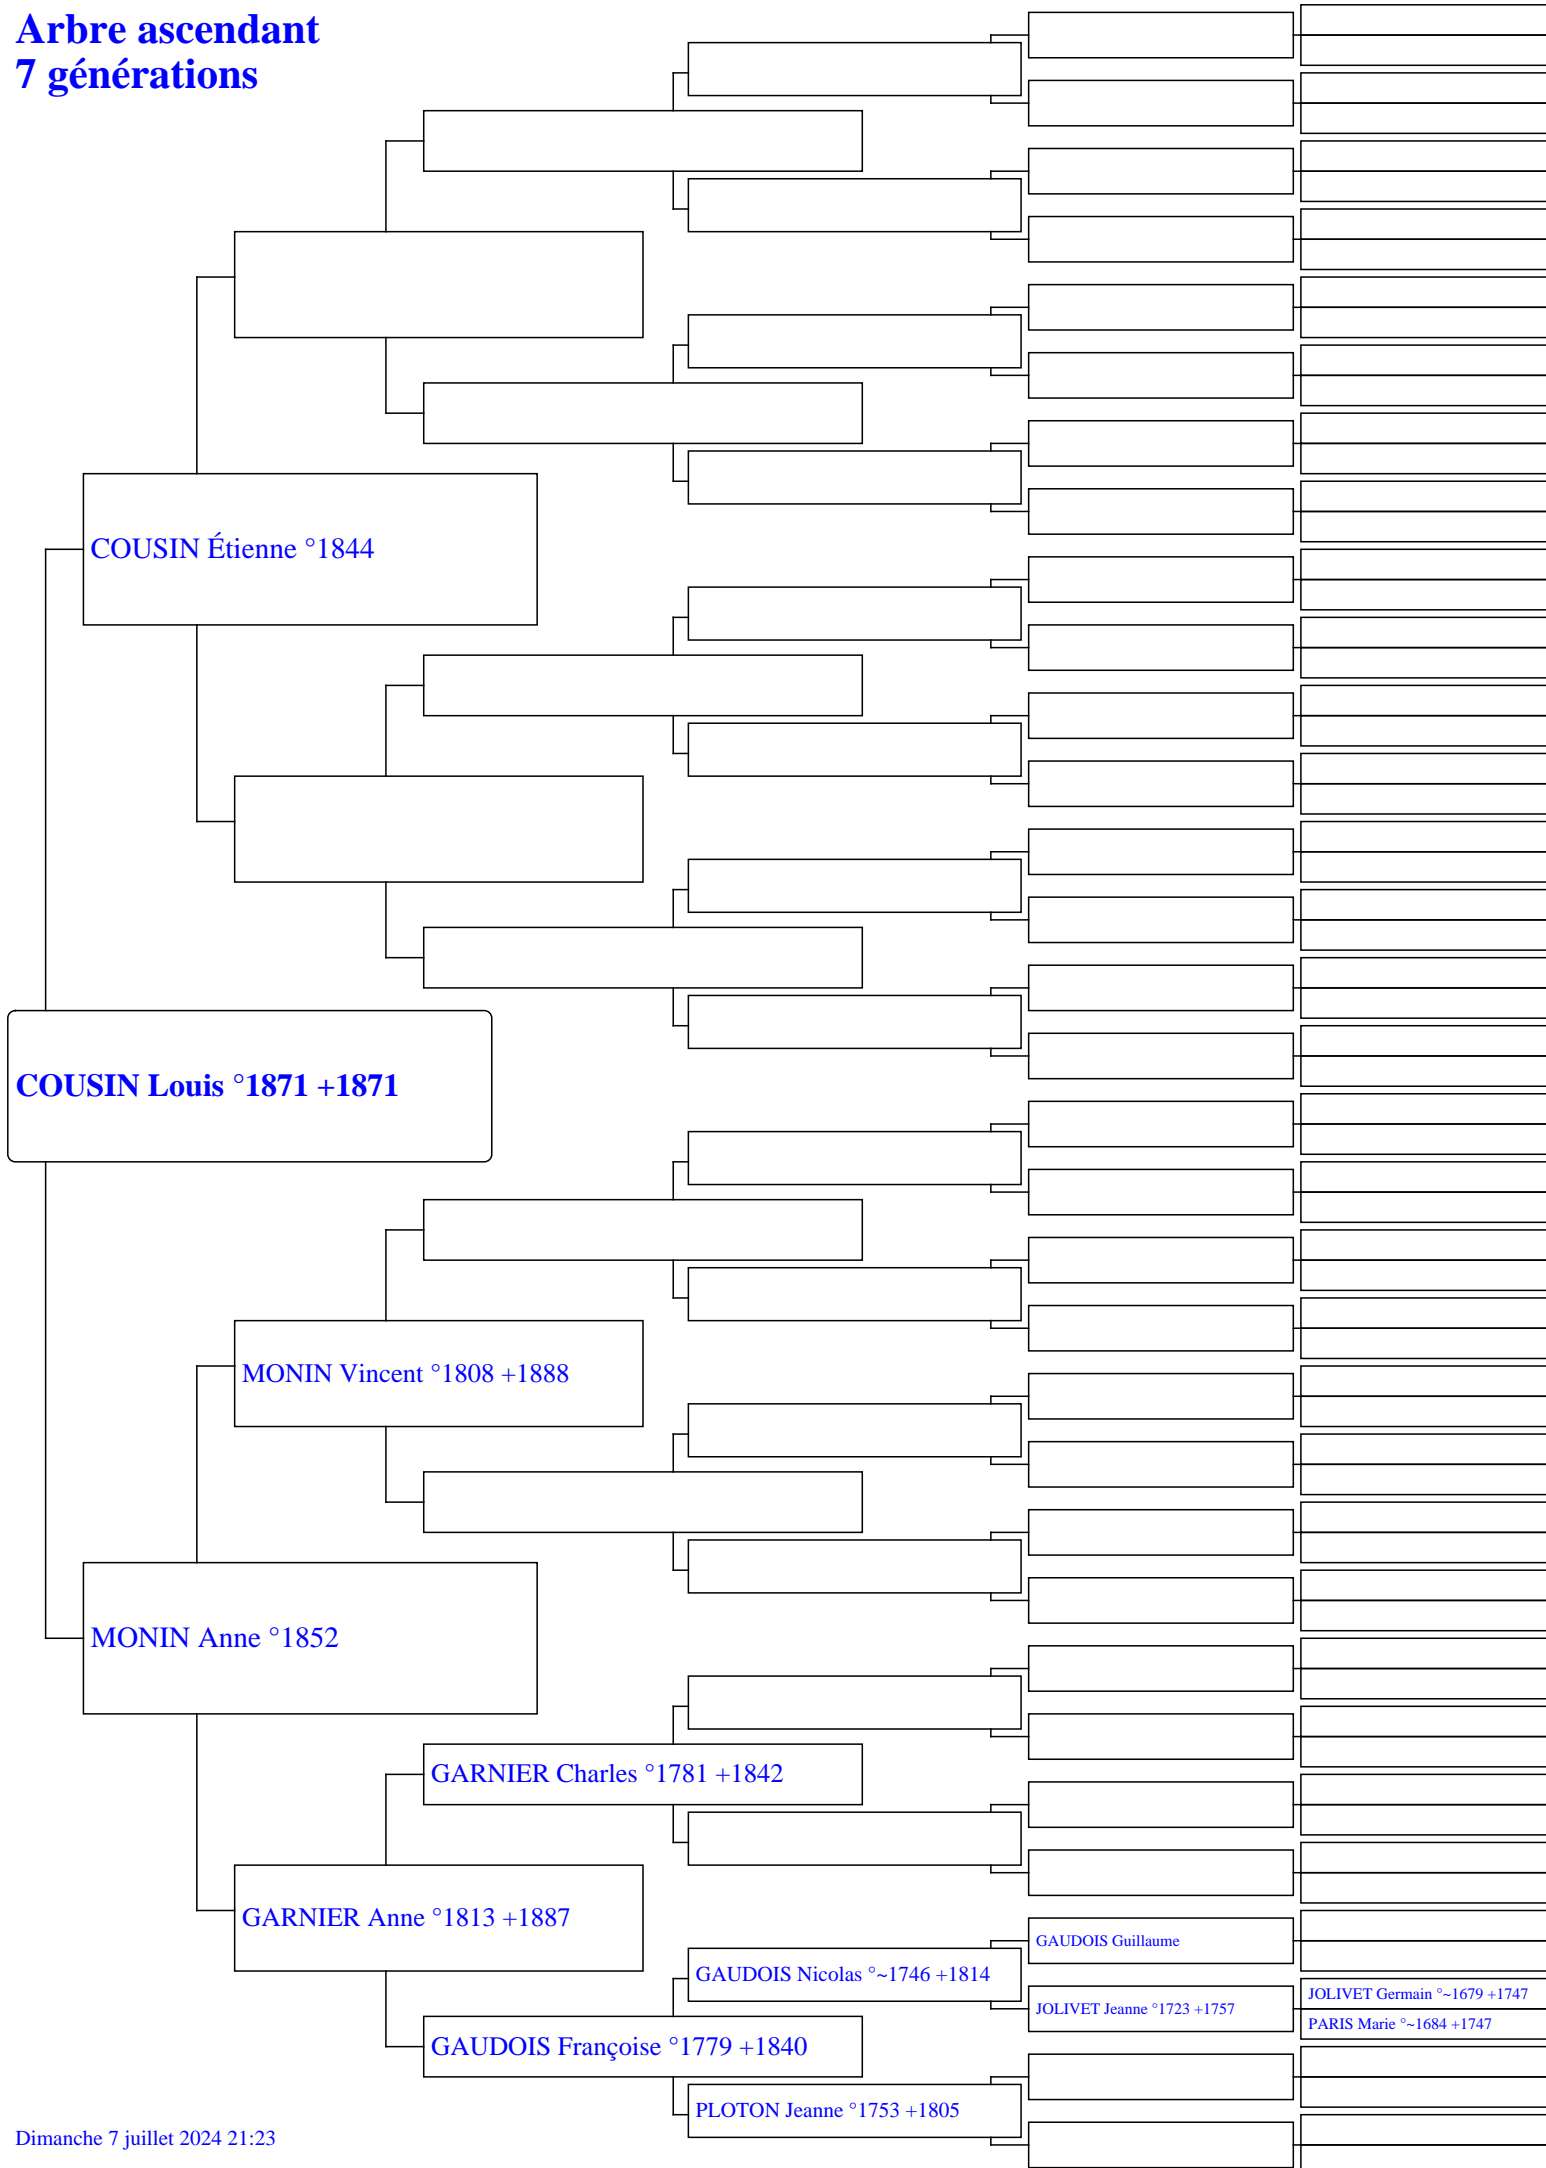 Arbre ascendant
7 générations
COUSIN Étienne °1844
COUSIN Louis °1871 +1871
MONIN Vincent °1808 +1888
MONIN Anne °1852
GARNIER Charles °1781 +1842
GARNIER Anne °1813 +1887
GAUDOIS Guillaume
GAUDOIS Nicolas °~1746 +1814
JOLIVET Germain °~1679 +1747
JOLIVET Jeanne °1723 +1757
PARIS Marie °~1684 +1747
GAUDOIS Françoise °1779 +1840
PLOTON Jeanne °1753 +1805
Dimanche 7 juillet 2024 21:23